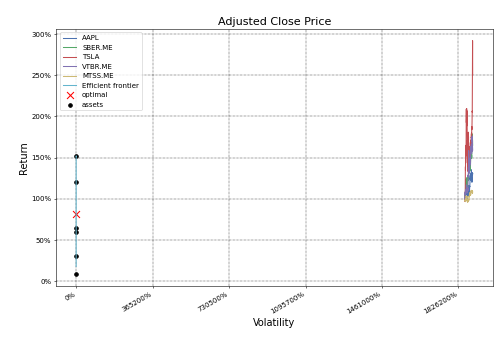 Adjusted Close Price
300%
250%
200%
150%
100%
50%
0%
Return
AAPL
SBER.ME
TSLA
VTBR.ME
MTSS.ME
Efficient frontier
optimal
assets
0%
365200%
730500%
1095700%
1461000%
1826200%
Volatility